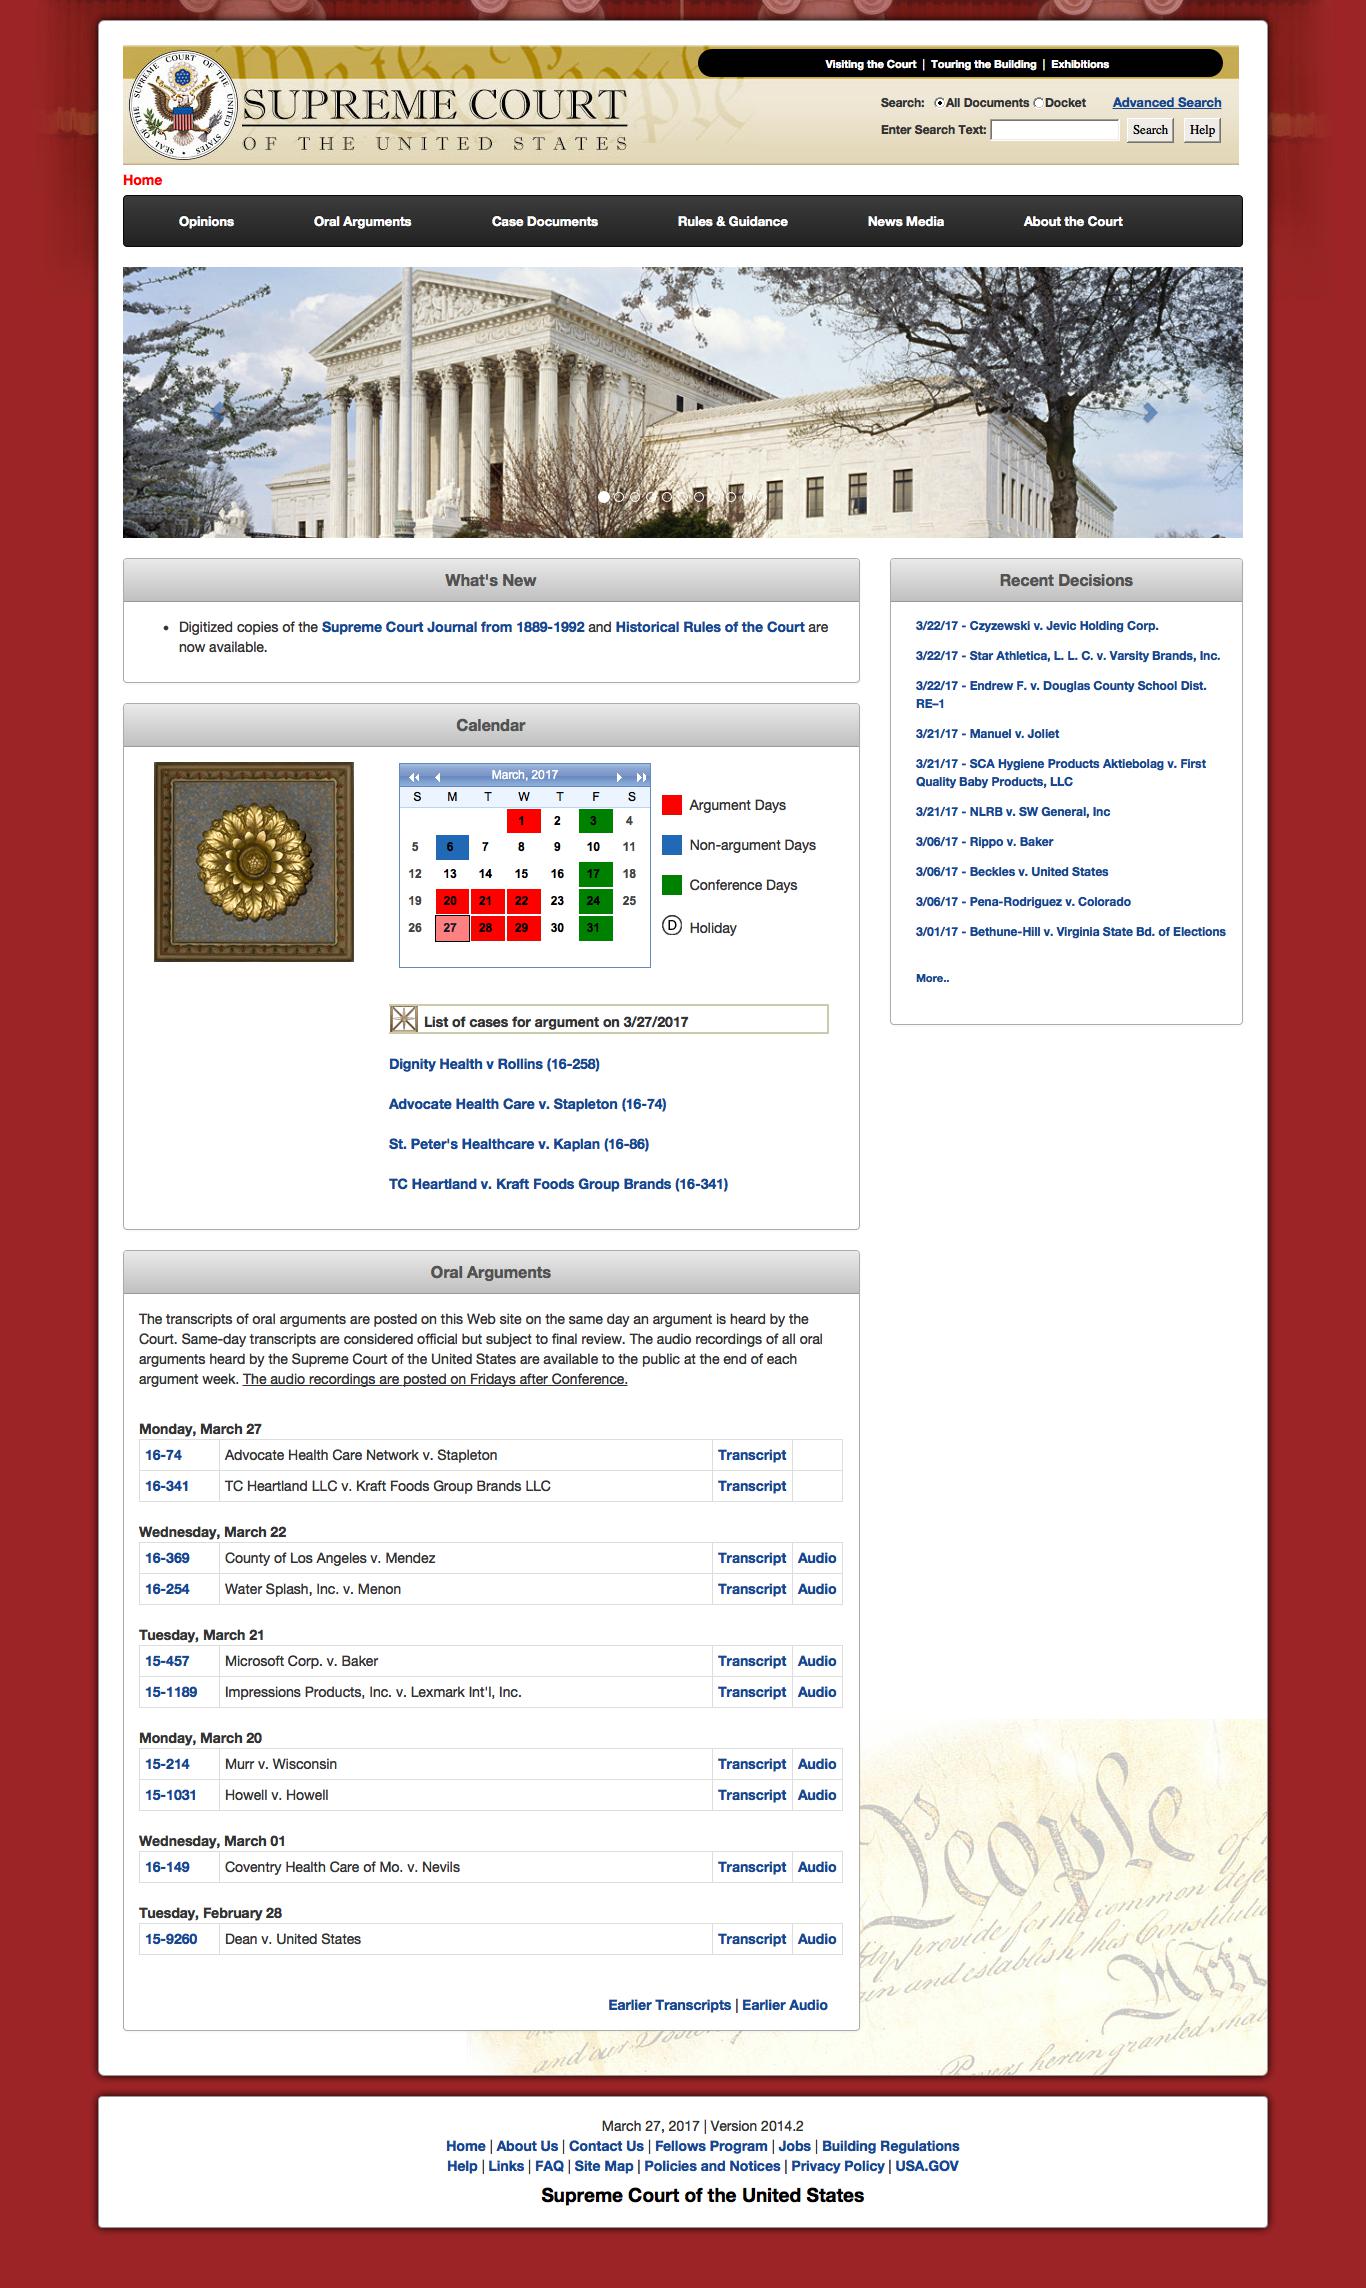 SEAL OF THE SUPREME COURT OF THE UNITED STATES
We the People
SUPREME COURT
OF THE UNITED STATES
Visiting the Court | Touring the Building | Exhibitions
Search: All Documents Docket Advanced Search
Enter Search Text: Search Help
Home
Opinions Oral Arguments Case Documents Rules & Guidance News Media About the Court
What's New
• Digitized copies of the Supreme Court Journal from 1889-1992 and Historical Rules of the Court are
now available.
Calendar
March, 2017
S M T W T F S
1 2 3 4
5 6 7 8 9 10 11
12 13 14 15 16 17 18
19 20 21 22 23 24 25
26 27 28 29 30 31
Argument Days
Non-argument Days
Conference Days
D Holiday
List of cases for argument on 3/27/2017
Dignity Health v Rollins (16-258)
Advocate Health Care v. Stapleton (16-74)
St. Peter's Healthcare v. Kaplan (16-86)
TC Heartland v. Kraft Foods Group Brands (16-341)
Recent Decisions
3/22/17 - Czyzewski v. Jevic Holding Corp.
3/22/17 - Star Athletica, L. L. C. v. Varsity Brands, Inc.
3/22/17 - Endrew F. v. Douglas County School Dist.
RE–1
3/21/17 - Manuel v. Joliet
3/21/17 - SCA Hygiene Products Aktiebolag v. First
Quality Baby Products, LLC
3/21/17 - NLRB v. SW General, Inc
3/06/17 - Rippo v. Baker
3/06/17 - Beckles v. United States
3/06/17 - Pena-Rodriguez v. Colorado
3/01/17 - Bethune-Hill v. Virginia State Bd. of Elections
More..
Oral Arguments
The transcripts of oral arguments are posted on this Web site on the same day an argument is heard by the
Court. Same-day transcripts are considered official but subject to final review. The audio recordings of all oral
arguments heard by the Supreme Court of the United States are available to the public at the end of each
argument week. The audio recordings are posted on Fridays after Conference.
Monday, March 27
16-74 Advocate Health Care Network v. Stapleton Transcript
16-341 TC Heartland LLC v. Kraft Foods Group Brands LLC Transcript
Wednesday, March 22
16-369 County of Los Angeles v. Mendez Transcript Audio
16-254 Water Splash, Inc. v. Menon Transcript Audio
Tuesday, March 21
15-457 Microsoft Corp. v. Baker Transcript Audio
15-1189 Impressions Products, Inc. v. Lexmark Int'l, Inc. Transcript Audio
Monday, March 20
15-214 Murr v. Wisconsin Transcript Audio
15-1031 Howell v. Howell Transcript Audio
Wednesday, March 01
16-149 Coventry Health Care of Mo. v. Nevils Transcript Audio
Tuesday, February 28
15-9260 Dean v. United States Transcript Audio
Earlier Transcripts | Earlier Audio
People of
provide for the common
and establish this
and our
Powers herein granted
March 27, 2017 | Version 2014.2
Home | About Us | Contact Us | Fellows Program | Jobs | Building Regulations
Help | Links | FAQ | Site Map | Policies and Notices | Privacy Policy | USA.GOV
Supreme Court of the United States